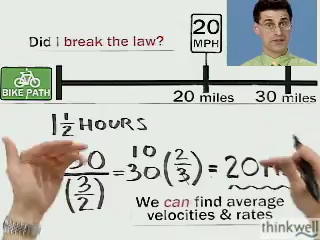 Did I break the law?
20
MPH
BIKE PATH
20 miles
30 miles
1 1/2 HOURS
10
30/(3/2) = 30(2/3) = 20
We can find average
velocities & rates
thinkwell